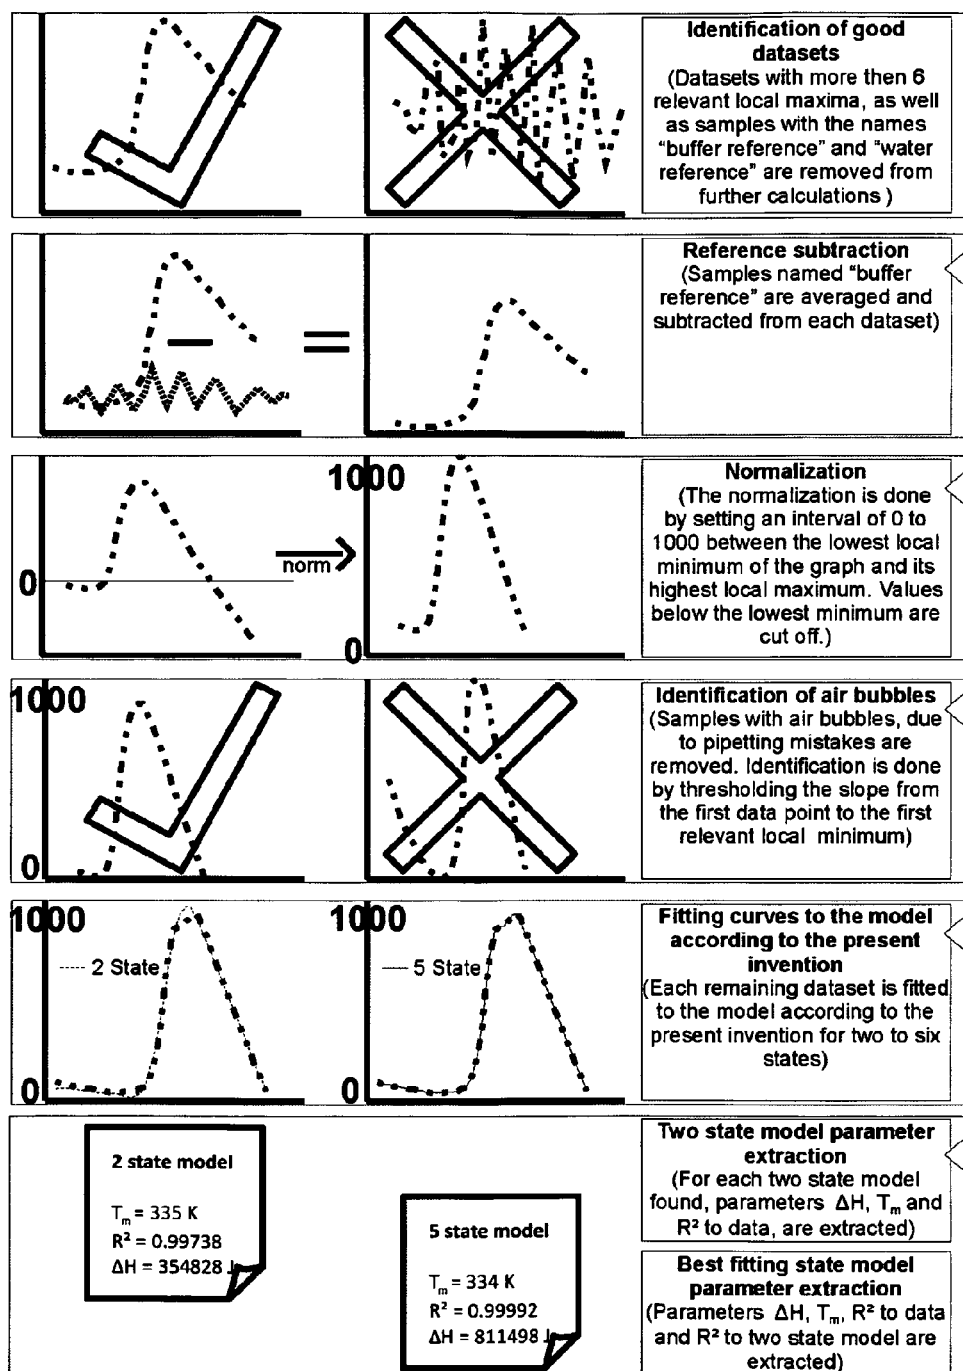 Identification of good
datasets
(Datasets with more then 6
relevant local maxima, as well
as samples with the names
"buffer reference" and "water
reference" are removed from
further calculations )
Reference subtraction
(Samples named "buffer
reference" are averaged and
subtracted from each dataset)
0
norm
1000
0
Normalization
(The normalization is done
by setting an interval of 0 to
1000 between the lowest local
minimum of the graph and its
highest local maximum. Values
below the lowest minimum are
cut off.)
1000
0
Identification of air bubbles
(Samples with air bubbles, due
to pipetting mistakes are
removed. Identification is done
by thresholding the slope from
the first data point to the first
relevant local minimum)
1000
2 State
0
1000
5 State
0
Fitting curves to the model
according to the present
invention
(Each remaining dataset is fitted
to the model according to the
present invention for two to six
states)
2 state model
Tm = 335 K
R² = 0.99738
ΔH = 354828 J
5 state model
Tm = 334 K
R² = 0.99992
ΔH = 811498 J
Two state model parameter
extraction
(For each two state model
found, parameters ΔH, Tm and
R² to data, are extracted)
Best fitting state model
parameter extraction
(Parameters ΔH, Tm, R² to data
and R² to two state model are
extracted)